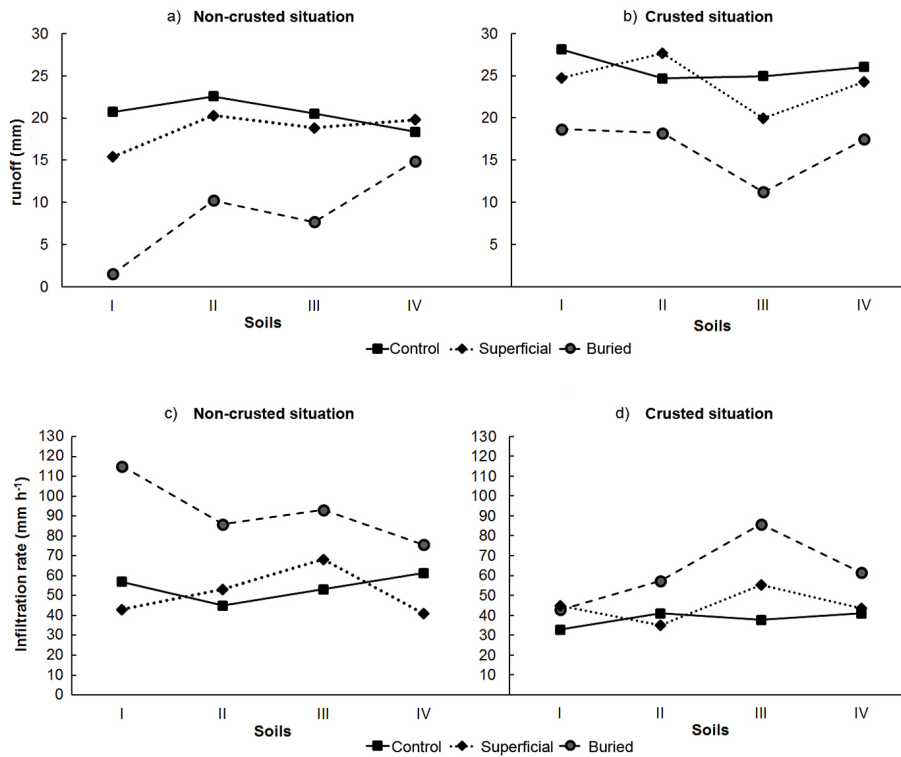 a) Non-crusted situation
b) Crusted situation
runoff (mm)
30
25
20
15
10
5
0
30
25
20
15
10
5
I II III IV
Soils
I II III IV
Soils
Control Superficial Buried
c) Non-crusted situation
d) Crusted situation
Infiltration rate (mm h-1)
130
120
110
100
90
80
70
60
50
40
30
20
10
0
130
120
110
100
90
80
70
60
50
40
30
20
10
I II III IV
Soils
I II III IV
Soils
Control Superficial Buried